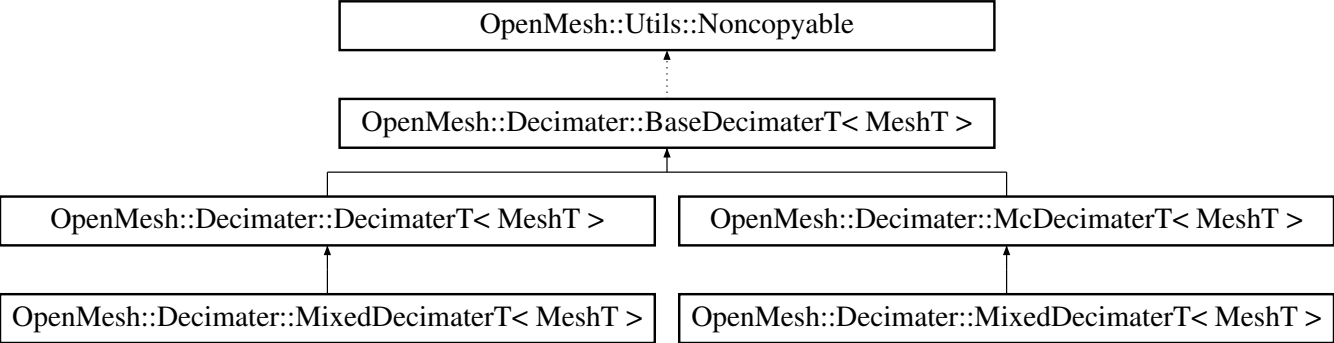 OpenMesh::Utils::Noncopyable
OpenMesh::Decimater::BaseDecimaterT< MeshT >
OpenMesh::Decimater::DecimaterT< MeshT >
OpenMesh::Decimater::McDecimaterT< MeshT >
OpenMesh::Decimater::MixedDecimaterT< MeshT >
OpenMesh::Decimater::MixedDecimaterT< MeshT >